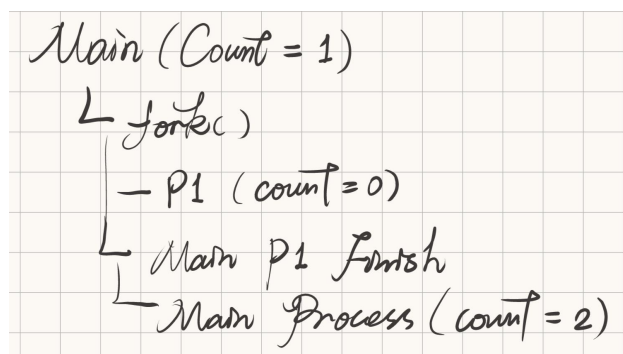 Main (Count = 1)
fork()
P1 (count = 0)
Main P1 Finish
Main Process (count = 2)